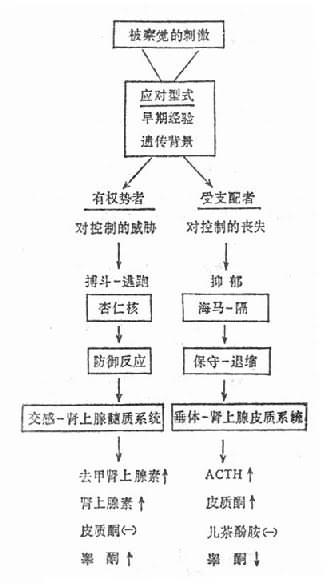 被察觉的刺激
应对型式
早期经验
遗传背景
有权势者 受支配者
对控制的威胁 对控制的丧失
搏斗-逃跑 抑郁
杏仁核 海马-隔
防御反应 保守-退缩
交感-肾上腺髓质系统 垂体-肾上腺皮质系统
去甲肾上腺素↑ ACTH↑
肾上腺素↑ 皮质酮↑
皮质酮(-) 儿茶酚胺(-)
睾酮↑ 睾酮↓